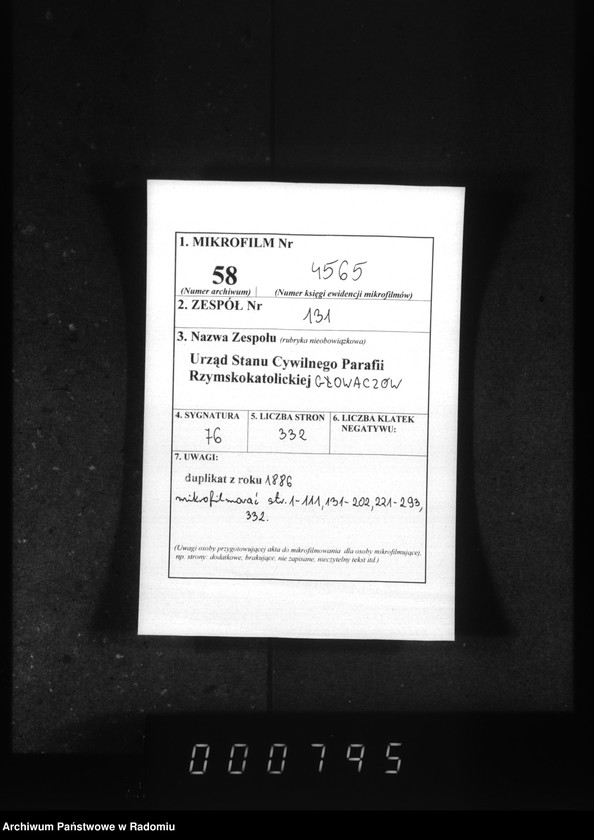 1. MIKROFILM Nr
58 4565
(Numer archiwum) (Numer księgi ewidencji mikrofilmów)
2. ZESPÓŁ Nr
131
3. Nazwa Zespołu (rubryka nieobowiązkowa)
Urząd Stanu Cywilnego Parafii
Rzymskokatolickiej GŁOWACZÓW
4. SYGNATURA 5. LICZBA STRON 6. LICZBA KLATEK
NEGATYWU:
76 332
7. UWAGI:
duplikat z roku 1886
mikrofilmować str. 1-111, 131-202, 221-293,
332.
(Uwagi osoby przygotowującej akta do mikrofilmowania dla osoby mikrofilmującej,
np. strony: dodatkowe, brakujące, nie zapisane, nieczytelny tekst itd.)
000795
Archiwum Państwowe w Radomiu